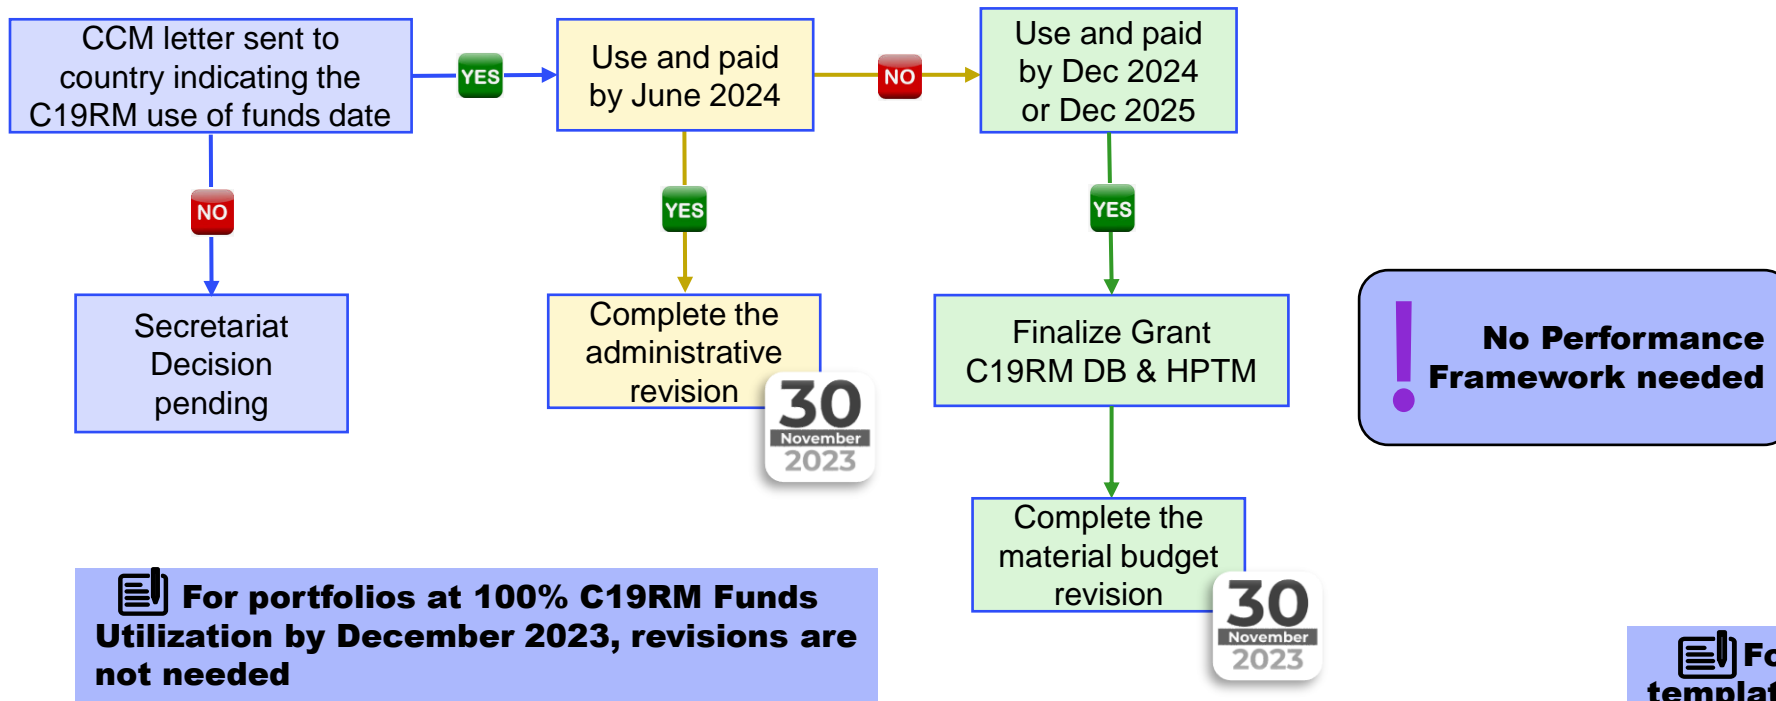 CCM letter sent to
country indicating the
C19RM use of funds date
YES
Use and paid
by June 2024
NO
Use and paid
by Dec 2024
or Dec 2025
NO
YES
YES
Secretariat
Decision
pending
Complete the
administrative
revision
30
November
2023
Finalize Grant
C19RM DB & HPTM
No Performance
Framework needed
Complete the
material budget
revision
30
November
2023
For portfolios at 100% C19RM Funds
Utilization by December 2023, revisions are
not needed